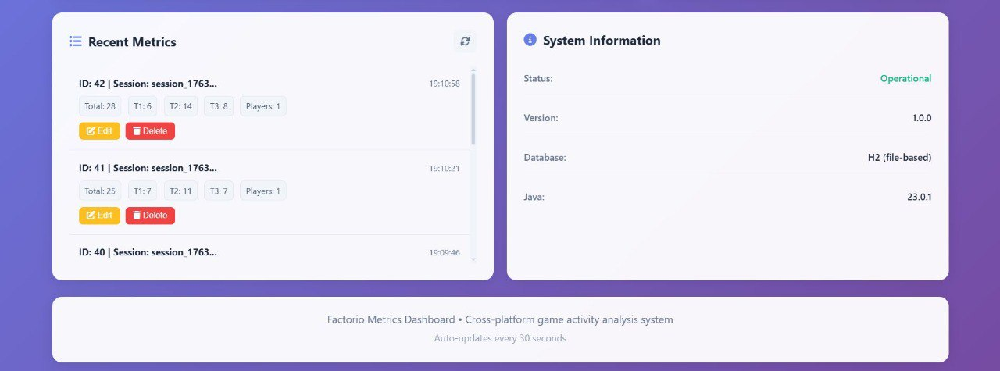 Recent Metrics
ID: 42 | Session: session_1763...
19:10:58
Total: 28
T1: 6
T2: 14
T3: 8
Players: 1
Edit
Delete
ID: 41 | Session: session_1763...
19:10:21
Total: 25
T1: 7
T2: 11
T3: 7
Players: 1
Edit
Delete
ID: 40 | Session: session_1763...
19:09:46
System Information
Status:
Operational
Version:
1.0.0
Database:
H2 (file-based)
Java:
23.0.1
Factorio Metrics Dashboard • Cross-platform game activity analysis system
Auto-updates every 30 seconds